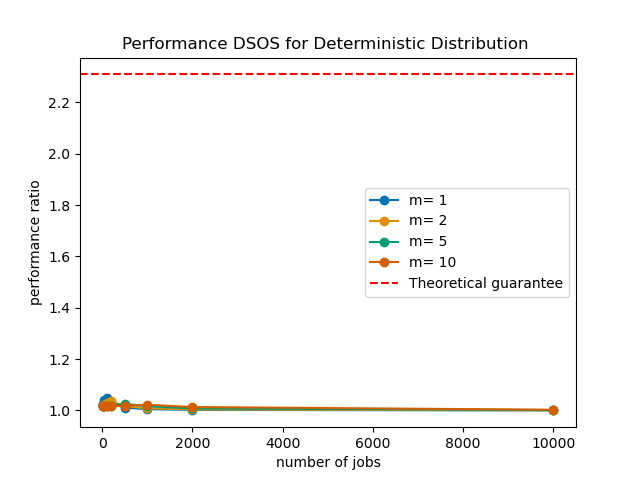 Performance DSOS for Deterministic Distribution
performance ratio
2.2
2.0
1.8
1.6
1.4
1.2
1.0
m= 1
m= 2
m= 5
m= 10
Theoretical guarantee
0
2000
4000
6000
8000
10000
number of jobs